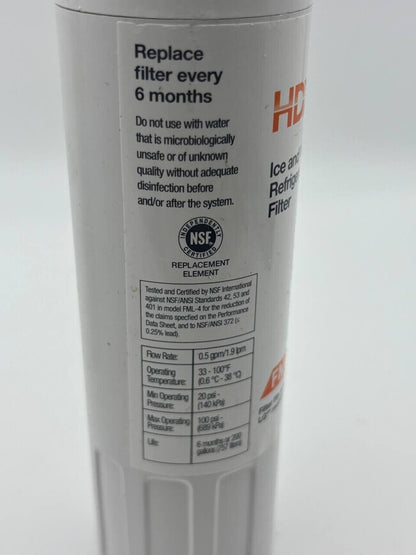 Replace
filter every
6 months
Do not use with water
that is microbiologically
unsafe or of unknown
quality without adequate
disinfection before
and/or after the system.
INDEPENDENTLY
NSF
CERTIFIED
REPLACEMENT
ELEMENT
Tested and Certified by NSF International
against NSF/ANSI Standards 42, 53 and
401 in model FML-4 for the reduction of
the claims specified on the Performance
Data Sheet, and to NSF/ANSI 372 (≤
0.25% lead).
Flow Rate: 0.5 gpm/1.9 lpm
Operating Temperature: 33 - 100°F (0.6 °C - 38 °C)
Min Operating Pressure: 20 psi - (140 kPa)
Max Operating Pressure: 100 psi - (689 kPa)
Life: 6 months or 200 gallons (757 liters)
HD
Ice and
Refrige
Filter